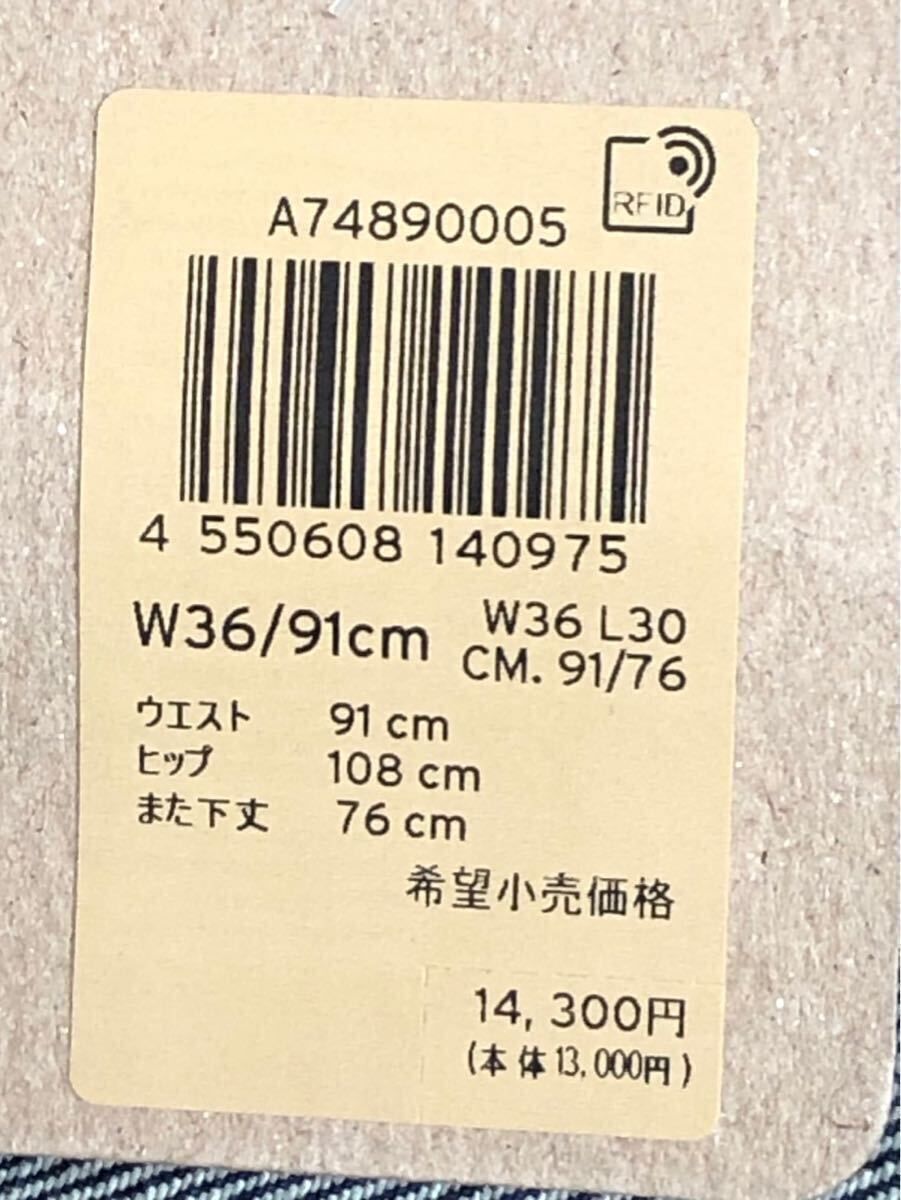 RFID
A74890005
4 550608 140975
W36/91cm W36 L30
CM. 91/76
ウエスト 91 cm
ヒップ 108 cm
また下丈 76 cm
希望小売価格
14, 300円
(本体13,000円)